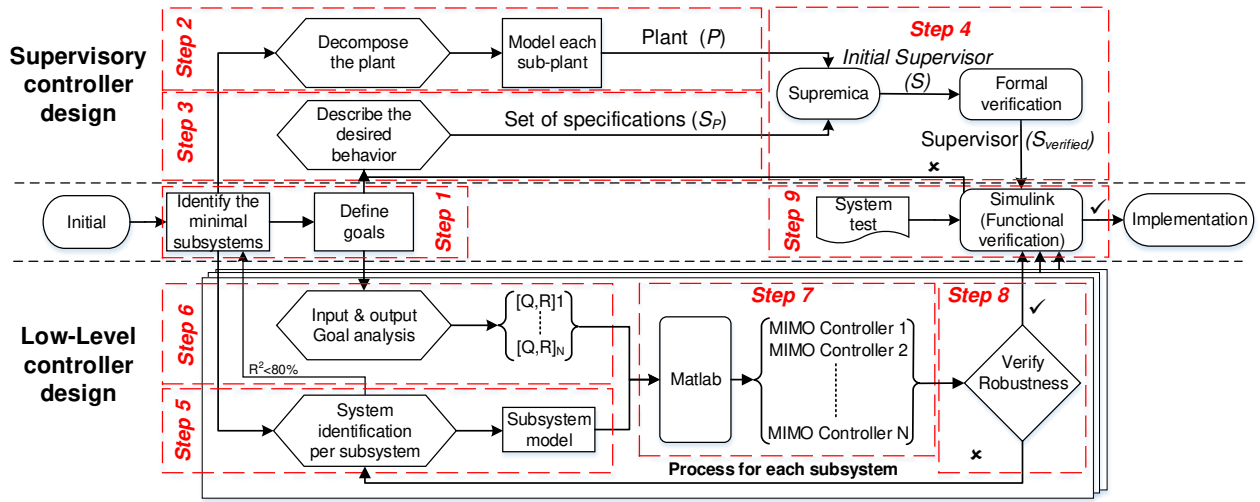 Supervisory
controller
design
Step 2
Decompose
the plant
Model each
sub-plant
Plant (P)
Step 3
Describe the
desired
behavior
Set of specifications (SP)
Step 4
Supremica
Initial Supervisor
(S)
Formal
verification
Supervisor (Sverified)
✘
Initial
Identify the
minimal
subsystems
Define
goals
Step 1
Step 9
System
test
Simulink
(Functional
verification)
✓
Implementation
Low-Level
controller
design
Step 6
Input & output
Goal analysis
[Q,R]1
[Q,R]N
R²<80%
Step 5
System
identification
per subsystem
Subsystem
model
Step 7
Matlab
MIMO Controller 1
MIMO Controller 2
MIMO Controller N
Step 8
✓
Verify
Robustness
✘
Process for each subsystem